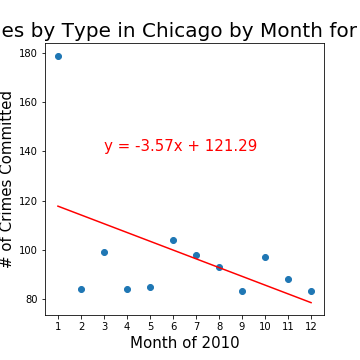 es by Type in Chicago by Month for
180
160
140
120
100
80
# of Crimes Committed
y = -3.57x + 121.29
1 2 3 4 5 6 7 8 9 10 11 12
Month of 2010